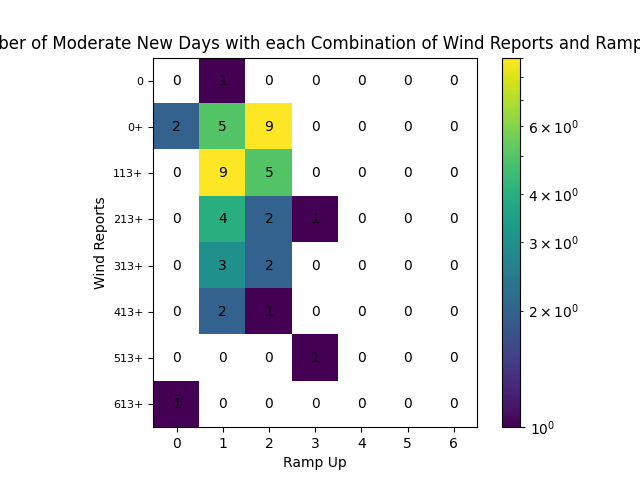 of Moderate New Days with each Combination of Wind Reports and
0 0 1 0 0 0 0 0
0+ 2 5 9 0 0 0 0
113+ 0 9 5 0 0 0 0
213+ 0 4 2 1 0 0 0
313+ 0 3 2 0 0 0 0
413+ 0 2 1 0 0 0 0
513+ 0 0 0 1 0 0 0
613+ 1 0 0 0 0 0 0
0 1 2 3 4 5 6
Ramp Up
Wind Reports
6 × 10⁰
4 × 10⁰
3 × 10⁰
2 × 10⁰
10⁰